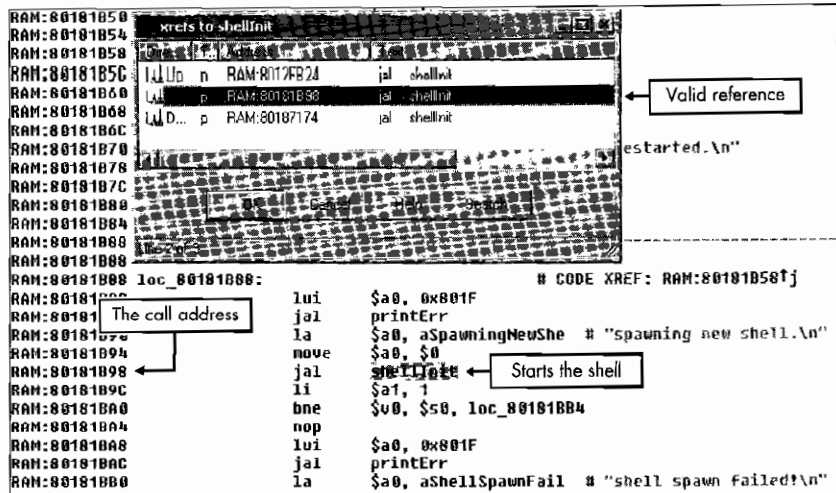 RAM:80181B50
RAM:80181B54
RAM:80181B58
RAM:80181B5C
RAM:80181B60
RAM:80181B68
RAM:80181B6C
RAM:80181B70
RAM:80181B78
RAM:80181B7C
RAM:80181B80
RAM:80181B84
RAM:80181B88
RAM:80181B88
xrefs to shellInit
Address
Up n RAM:8012FB24 jal shellInit
p RAM:80181B98 jal shellInit
D... p RAM:80187174 jal shellInit
OK Cancel Help Search
Valid reference
estarted.\n"
RAM:80181B88 loc_80181B88: # CODE XREF: RAM:80181B58↑j
lui $a0, 0x801F
jal printErr
la $a0, aSpawningNewShe # "spawning new shell.\n"
The call address
RAM:80181B94 move $a0, $0
RAM:80181B98 jal shellInit
Starts the shell
RAM:80181B9C li $a1, 1
RAM:80181BA0 bne $v0, $s0, loc_80181BB4
RAM:80181BA4 nop
RAM:80181BA8 lui $a0, 0x801F
RAM:80181BAC jal printErr
RAM:80181BB0 la $a0, aShellSpawnFail # "shell spawn failed!\n"